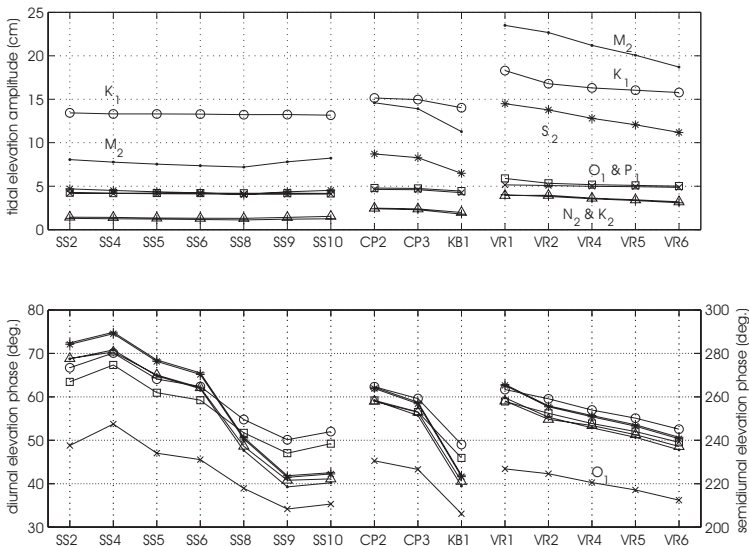 tidal elevation amplitude (cm)
25
20
15
10
5
0
K1
M2
M2
K1
S2
O1 & P1
N2 & K2
SS2 SS4 SS5 SS6 SS8 SS9 SS10 CP2 CP3 KB1 VR1 VR2 VR4 VR5 VR6
diurnal elevation phase (deg.)
80
70
60
50
40
30
semidiurnal elevation phase (deg.)
300
280
260
240
220
200
O1
SS2 SS4 SS5 SS6 SS8 SS9 SS10 CP2 CP3 KB1 VR1 VR2 VR4 VR5 VR6